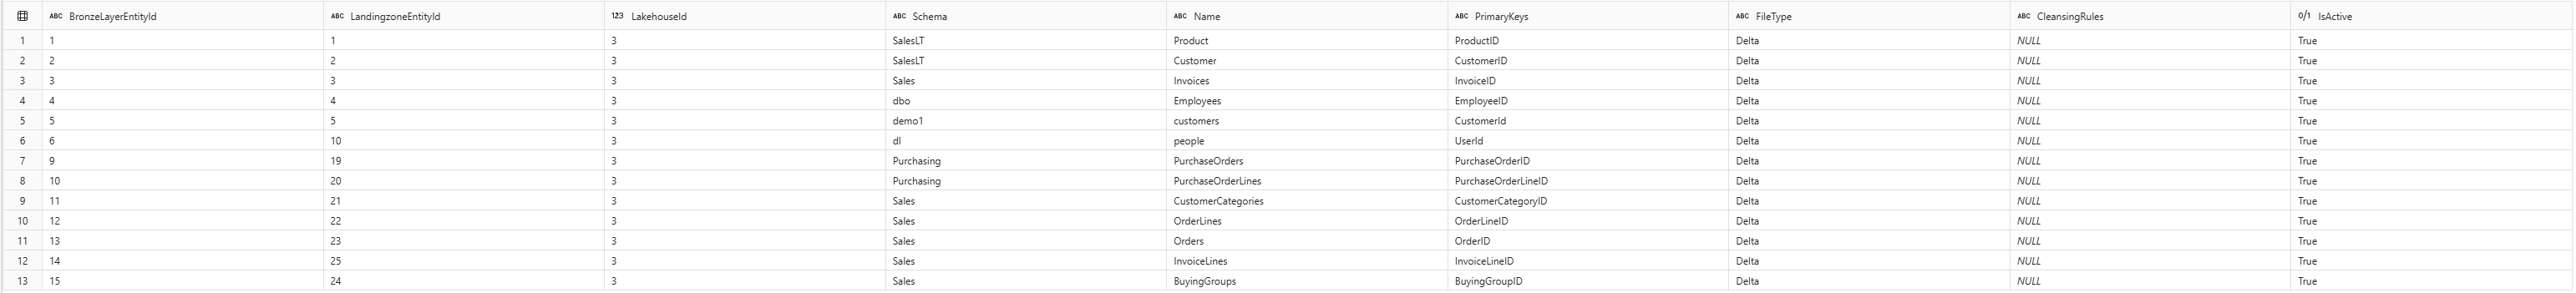 ABC BronzeLayerEntityId ABC LandingzoneEntityId 123 LakehouseId ABC Schema ABC Name ABC PrimaryKeys ABC FileType ABC CleansingRules 0/1 IsActive
1 1 1 3 SalesLT Product ProductID Delta NULL True
2 2 2 3 SalesLT Customer CustomerID Delta NULL True
3 3 3 3 Sales Invoices InvoiceID Delta NULL True
4 4 4 3 dbo Employees EmployeeID Delta NULL True
5 5 5 3 demo1 customers CustomerId Delta NULL True
6 6 10 3 dl people UserId Delta NULL True
7 9 19 3 Purchasing PurchaseOrders PurchaseOrderID Delta NULL True
8 10 20 3 Purchasing PurchaseOrderLines PurchaseOrderLineID Delta NULL True
9 11 21 3 Sales CustomerCategories CustomerCategoryID Delta NULL True
10 12 22 3 Sales OrderLines OrderLineID Delta NULL True
11 13 23 3 Sales Orders OrderID Delta NULL True
12 14 25 3 Sales InvoiceLines InvoiceLineID Delta NULL True
13 15 24 3 Sales BuyingGroups BuyingGroupID Delta NULL True